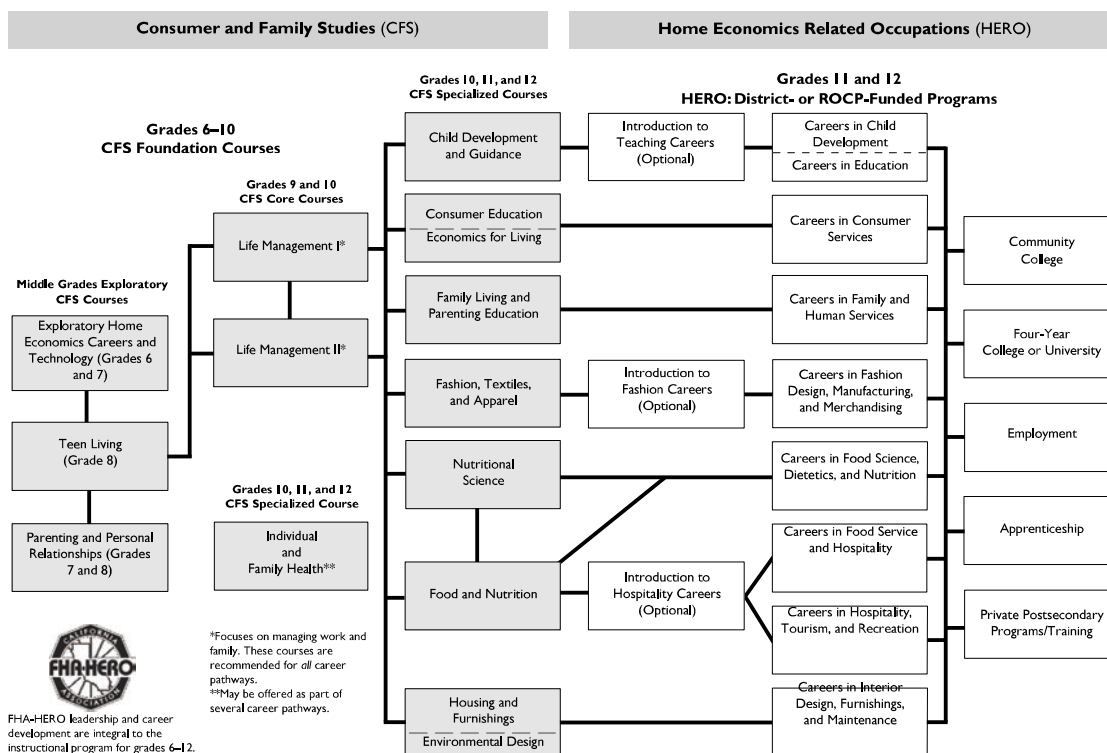 Consumer and Family Studies (CFS)
Home Economics Related Occupations (HERO)
Grades 10, 11, and 12
CFS Specialized Courses
Grades 11 and 12
HERO: District- or ROCP-Funded Programs
Grades 6–10
CFS Foundation Courses
Grades 9 and 10
CFS Core Courses
Middle Grades Exploratory
CFS Courses
Exploratory Home
Economics Careers and
Technology (Grades 6
and 7)
Teen Living
(Grade 8)
Parenting and Personal
Relationships (Grades
7 and 8)
Life Management I*
Life Management II*
Grades 10, 11, and 12
CFS Specialized Course
Individual
and
Family Health**
Child Development
and Guidance
Consumer Education
Economics for Living
Family Living and
Parenting Education
Fashion, Textiles,
and Apparel
Nutritional
Science
Food and Nutrition
Housing and
Furnishings
Environmental Design
Introduction to
Teaching Careers
(Optional)
Introduction to
Fashion Careers
(Optional)
Introduction to
Hospitality Careers
(Optional)
Careers in Child
Development
Careers in Education
Careers in Consumer
Services
Careers in Family and
Human Services
Careers in Fashion
Design, Manufacturing,
and Merchandising
Careers in Food Science,
Dietetics, and Nutrition
Careers in Food Service
and Hospitality
Careers in Hospitality,
Tourism, and Recreation
Careers in Interior
Design, Furnishings,
and Maintenance
Community
College
Four-Year
College or University
Employment
Apprenticeship
Private Postsecondary
Programs/Training
*Focuses on managing work and
family. These courses are
recommended for all career
pathways.
**May be offered as part of
several career pathways.
CALIFORNIA
FHA-HERO
ASSOCIATION
FHA-HERO leadership and career
development are integral to the
instructional program for grades 6–12.